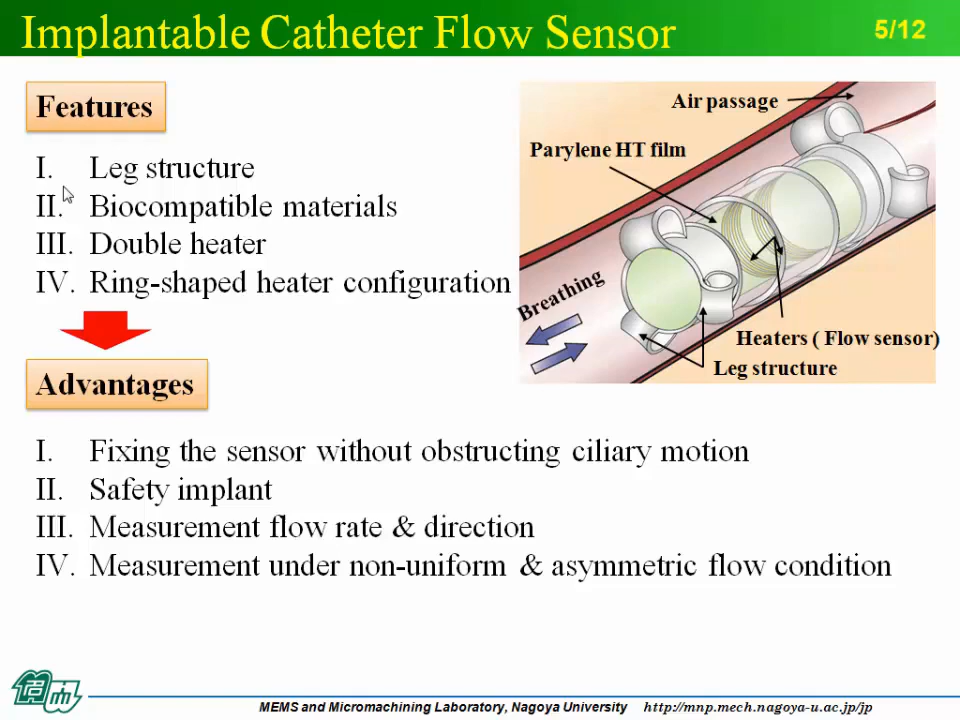 Implantable Catheter Flow Sensor
5/12
Features
I. Leg structure
II. Biocompatible materials
III. Double heater
IV. Ring-shaped heater configuration
Air passage
Parylene HT film
Breathing
Heaters ( Flow sensor)
Leg structure
Advantages
I. Fixing the sensor without obstructing ciliary motion
II. Safety implant
III. Measurement flow rate & direction
IV. Measurement under non-uniform & asymmetric flow condition
MEMS and Micromachining Laboratory, Nagoya University http://mnp.mech.nagoya-u.ac.jp/jp